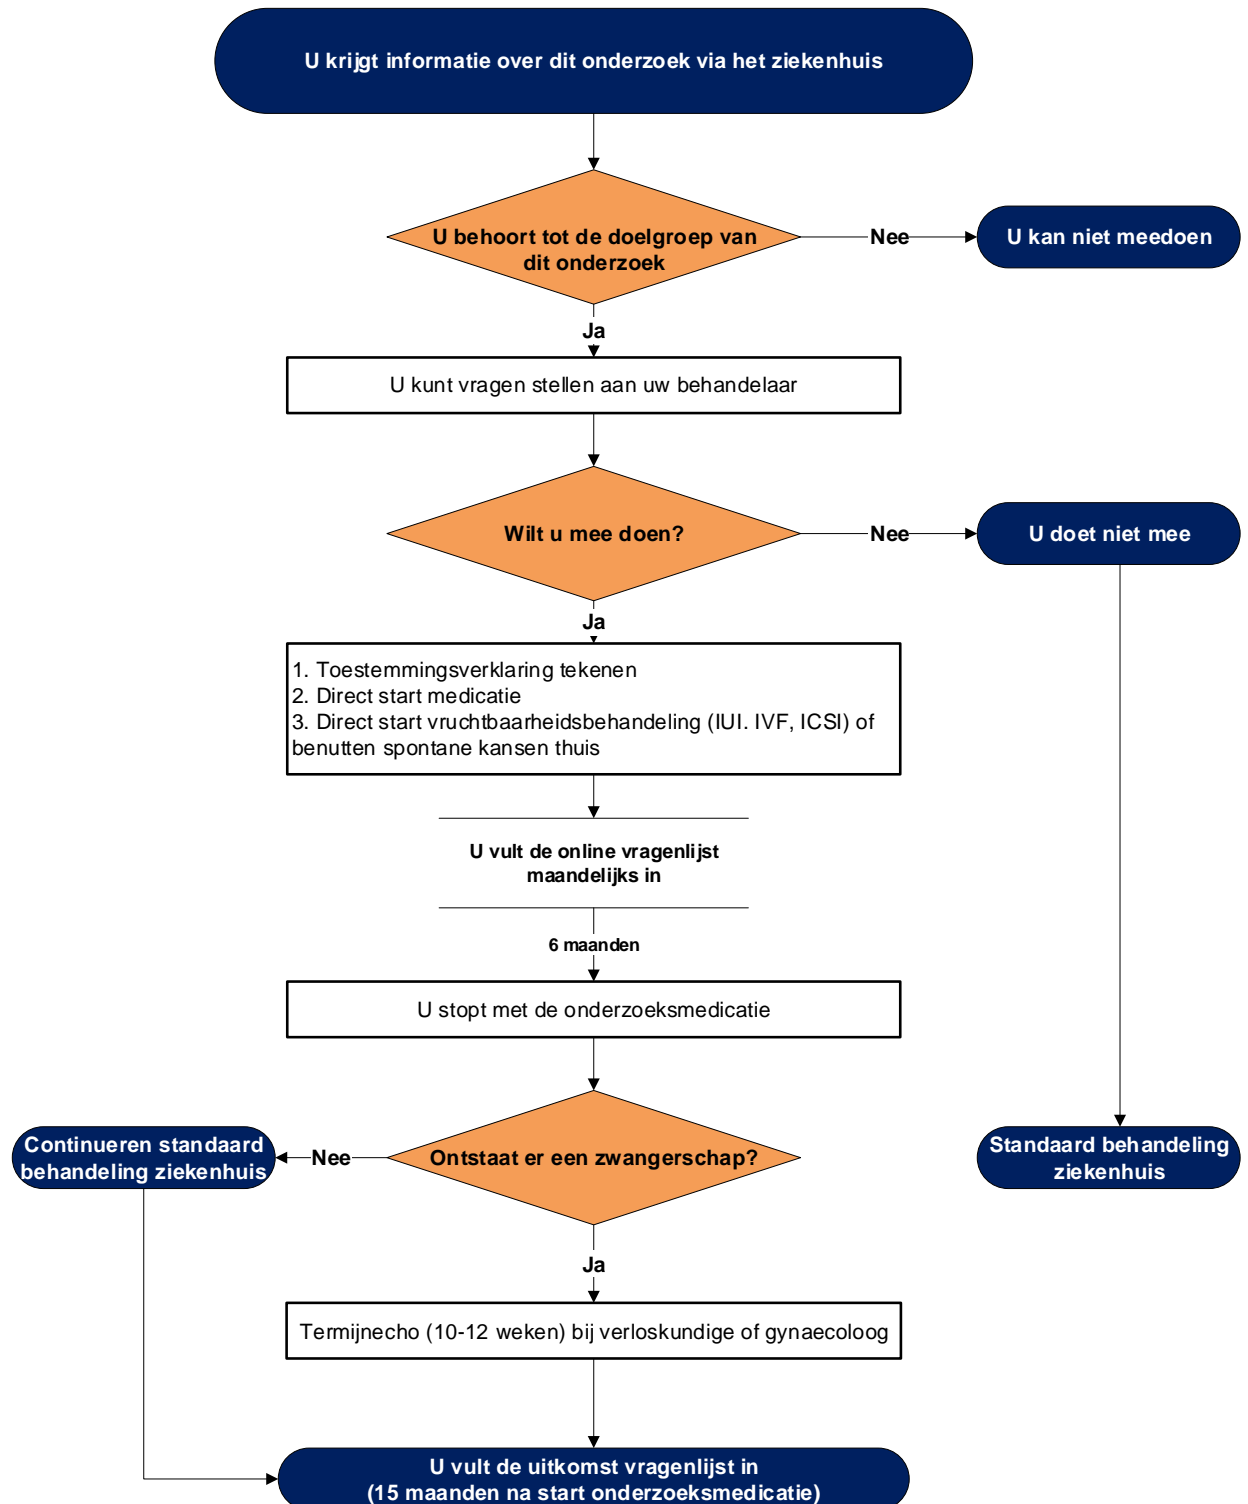 U krijgt informatie over dit onderzoek via het ziekenhuis
U behoort tot de doelgroep van
dit onderzoek
Nee
U kan niet meedoen
Ja
U kunt vragen stellen aan uw behandelaar
Wilt u mee doen?
Nee
U doet niet mee
Ja
1. Toestemmingsverklaring tekenen
2. Direct start medicatie
3. Direct start vruchtbaarheidsbehandeling (IUI. IVF, ICSI) of
benutten spontane kansen thuis
U vult de online vragenlijst
maandelijks in
6 maanden
U stopt met de onderzoeksmedicatie
Continueren standaard
behandeling ziekenhuis
Nee
Ontstaat er een zwangerschap?
Standaard behandeling
ziekenhuis
Ja
Termijnecho (10-12 weken) bij verloskundige of gynaecoloog
U vult de uitkomst vragenlijst in
(15 maanden na start onderzoeksmedicatie)